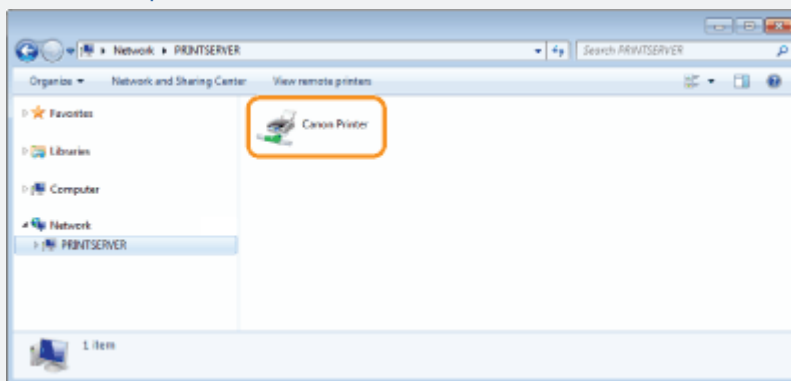 Network ▸ PRINTSERVER
Search PRINTSERVER
Organize
Network and Sharing Center
View remote printers
Favorites
Canon Printer
Libraries
Computer
Network
PRINTSERVER
1 item